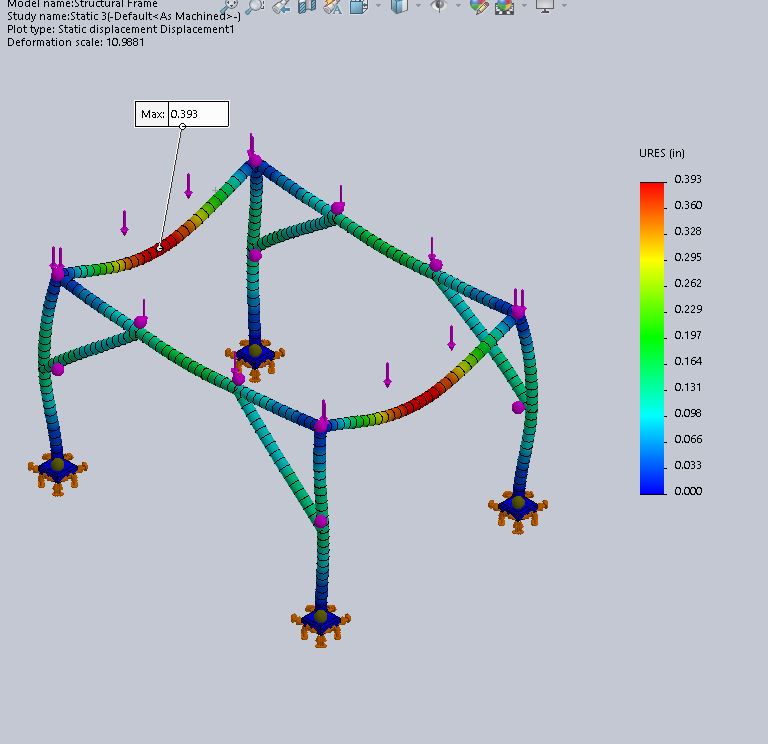 Model name:Structural Frame
Study name:Static 3(-Default<As Machined>-)
Plot type: Static displacement Displacement1
Deformation scale: 10.9881
Max: 0.393
URES (in)
0.393
0.360
0.328
0.295
0.262
0.229
0.197
0.164
0.131
0.098
0.066
0.033
0.000